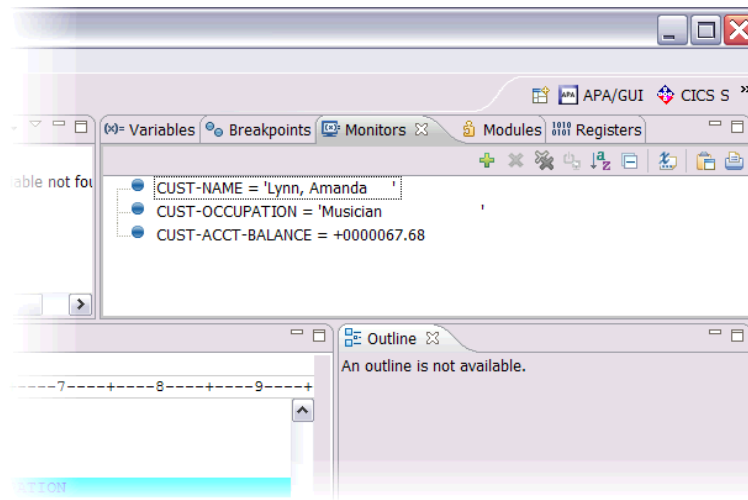 APA/GUI CICS S »
(x)= Variables Breakpoints Monitors Modules Registers
able not fou
CUST-NAME = 'Lynn, Amanda '
CUST-OCCUPATION = 'Musician '
CUST-ACCT-BALANCE = +0000067.68
Outline
An outline is not available.
-----7----+----8----+----9----+
ATION